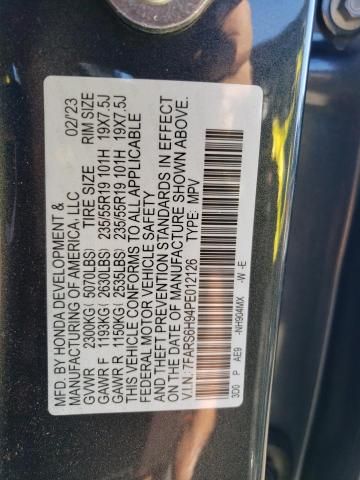 MFD. BY HONDA DEVELOPMENT & 02/'23
MANUFACTURING OF AMERICA, LLC
GVWR 2300KG( 5070LBS) TIRE SIZE RIM SIZE
GAWR F 1193KG( 2630LBS) 235/55R19 101H 19X7.5J
GAWR R 1150KG( 2535LBS) 235/55R19 101H 19X7.5J
THIS VEHICLE CONFORMS TO ALL APPLICABLE
FEDERAL MOTOR VEHICLE SAFETY
AND THEFT PREVENTION STANDARDS IN EFFECT
ON THE DATE OF MANUFACTURE SHOWN ABOVE.
V.I.N.: 7FARS6H94PE012126 TYPE: MPV
3D0 P AE9 -NH904MX -W -E